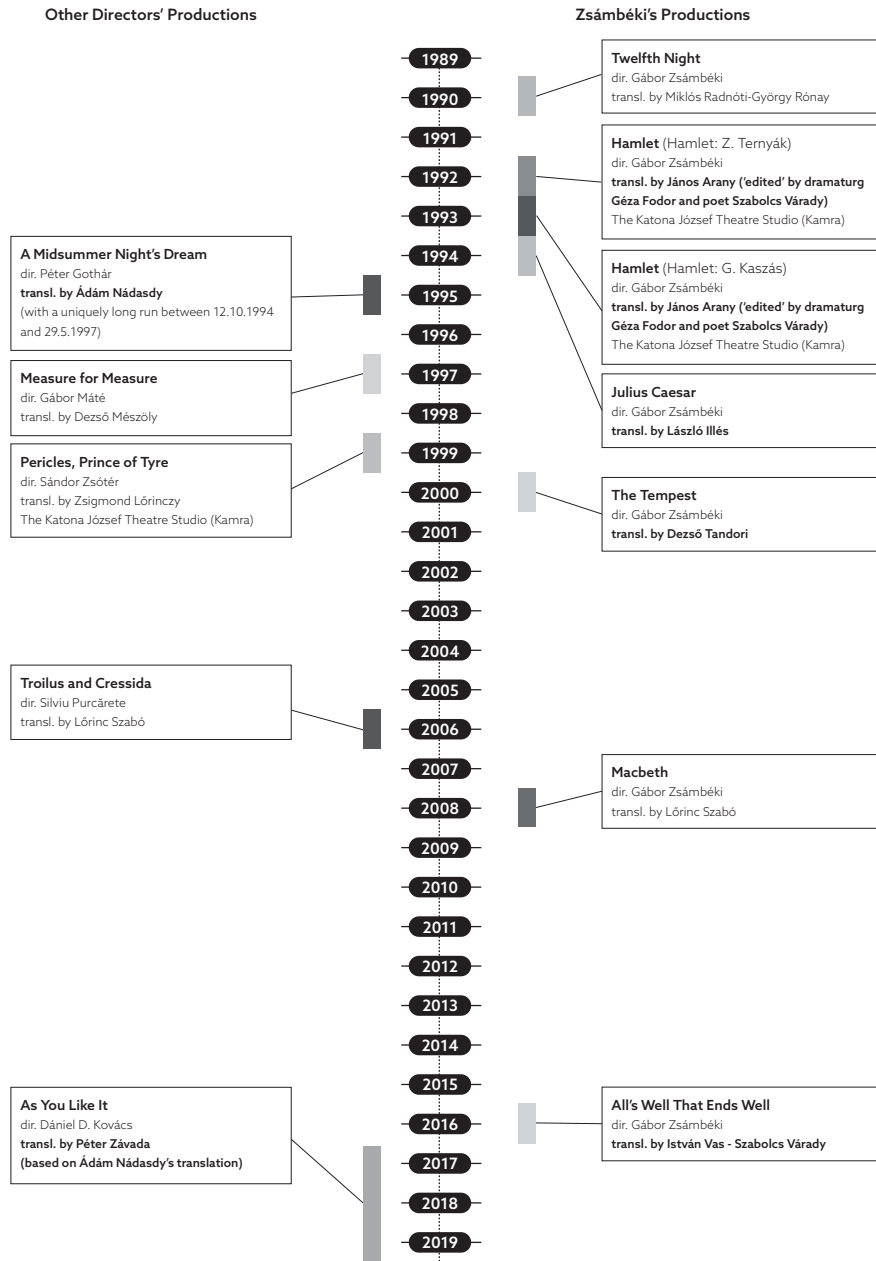 Other Directors' Productions
Zsámbéki's Productions
1989
1990
1991
1992
1993
1994
1995
1996
1997
1998
1999
2000
2001
2002
2003
2004
2005
2006
2007
2008
2009
2010
2011
2012
2013
2014
2015
2016
2017
2018
2019
A Midsummer Night's Dream
dir. Péter Gothár
transl. by Ádám Nádasdy
(with a uniquely long run between 12.10.1994
and 29.5.1997)
Measure for Measure
dir. Gábor Máté
transl. by Dezső Mészöly
Pericles, Prince of Tyre
dir. Sándor Zsótér
transl. by Zsigmond Lőrinczy
The Katona József Theatre Studio (Kamra)
Troilus and Cressida
dir. Silviu Purcărete
transl. by Lőrinc Szabó
As You Like It
dir. Dániel D. Kovács
transl. by Péter Závada
(based on Ádám Nádasdy's translation)
Twelfth Night
dir. Gábor Zsámbéki
transl. by Miklós Radnóti-György Rónay
Hamlet (Hamlet: Z. Ternyák)
dir. Gábor Zsámbéki
transl. by János Arany ('edited' by dramaturg
Géza Fodor and poet Szabolcs Várady)
The Katona József Theatre Studio (Kamra)
Hamlet (Hamlet: G. Kaszás)
dir. Gábor Zsámbéki
transl. by János Arany ('edited' by dramaturg
Géza Fodor and poet Szabolcs Várady)
The Katona József Theatre Studio (Kamra)
Julius Caesar
dir. Gábor Zsámbéki
transl. by László Illés
The Tempest
dir. Gábor Zsámbéki
transl. by Dezső Tandori
Macbeth
dir. Gábor Zsámbéki
transl. by Lőrinc Szabó
All's Well That Ends Well
dir. Gábor Zsámbéki
transl. by István Vas - Szabolcs Várady